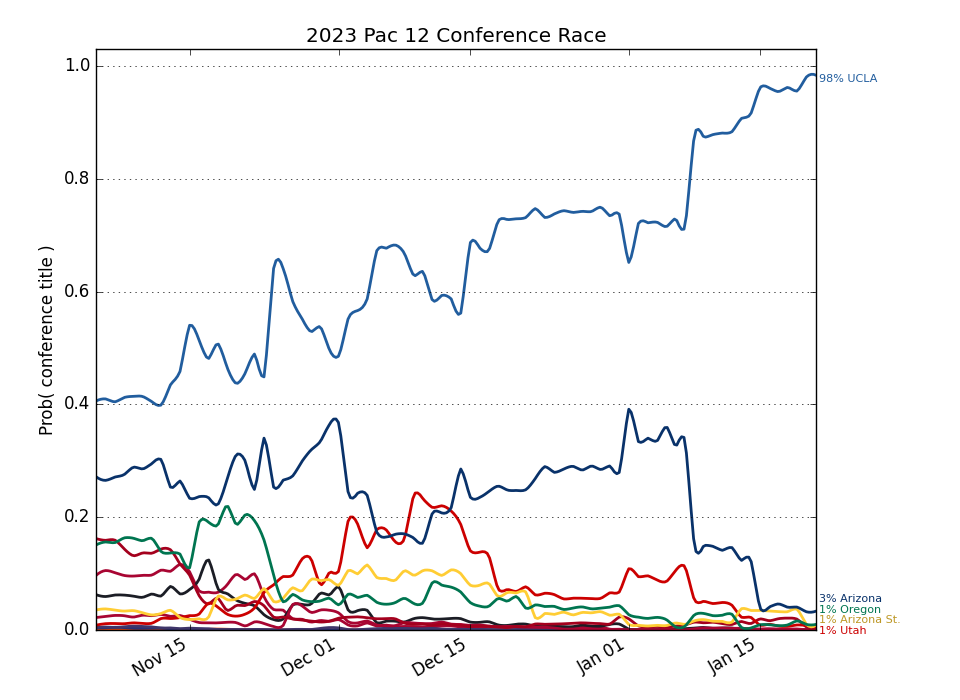 2023 Pac 12 Conference Race
Prob( conference title )
1.0
0.8
0.6
0.4
0.2
0.0
Nov 15
Dec 01
Dec 15
Jan 01
Jan 15
98% UCLA
3% Arizona
1% Oregon
1% Arizona St.
1% Utah